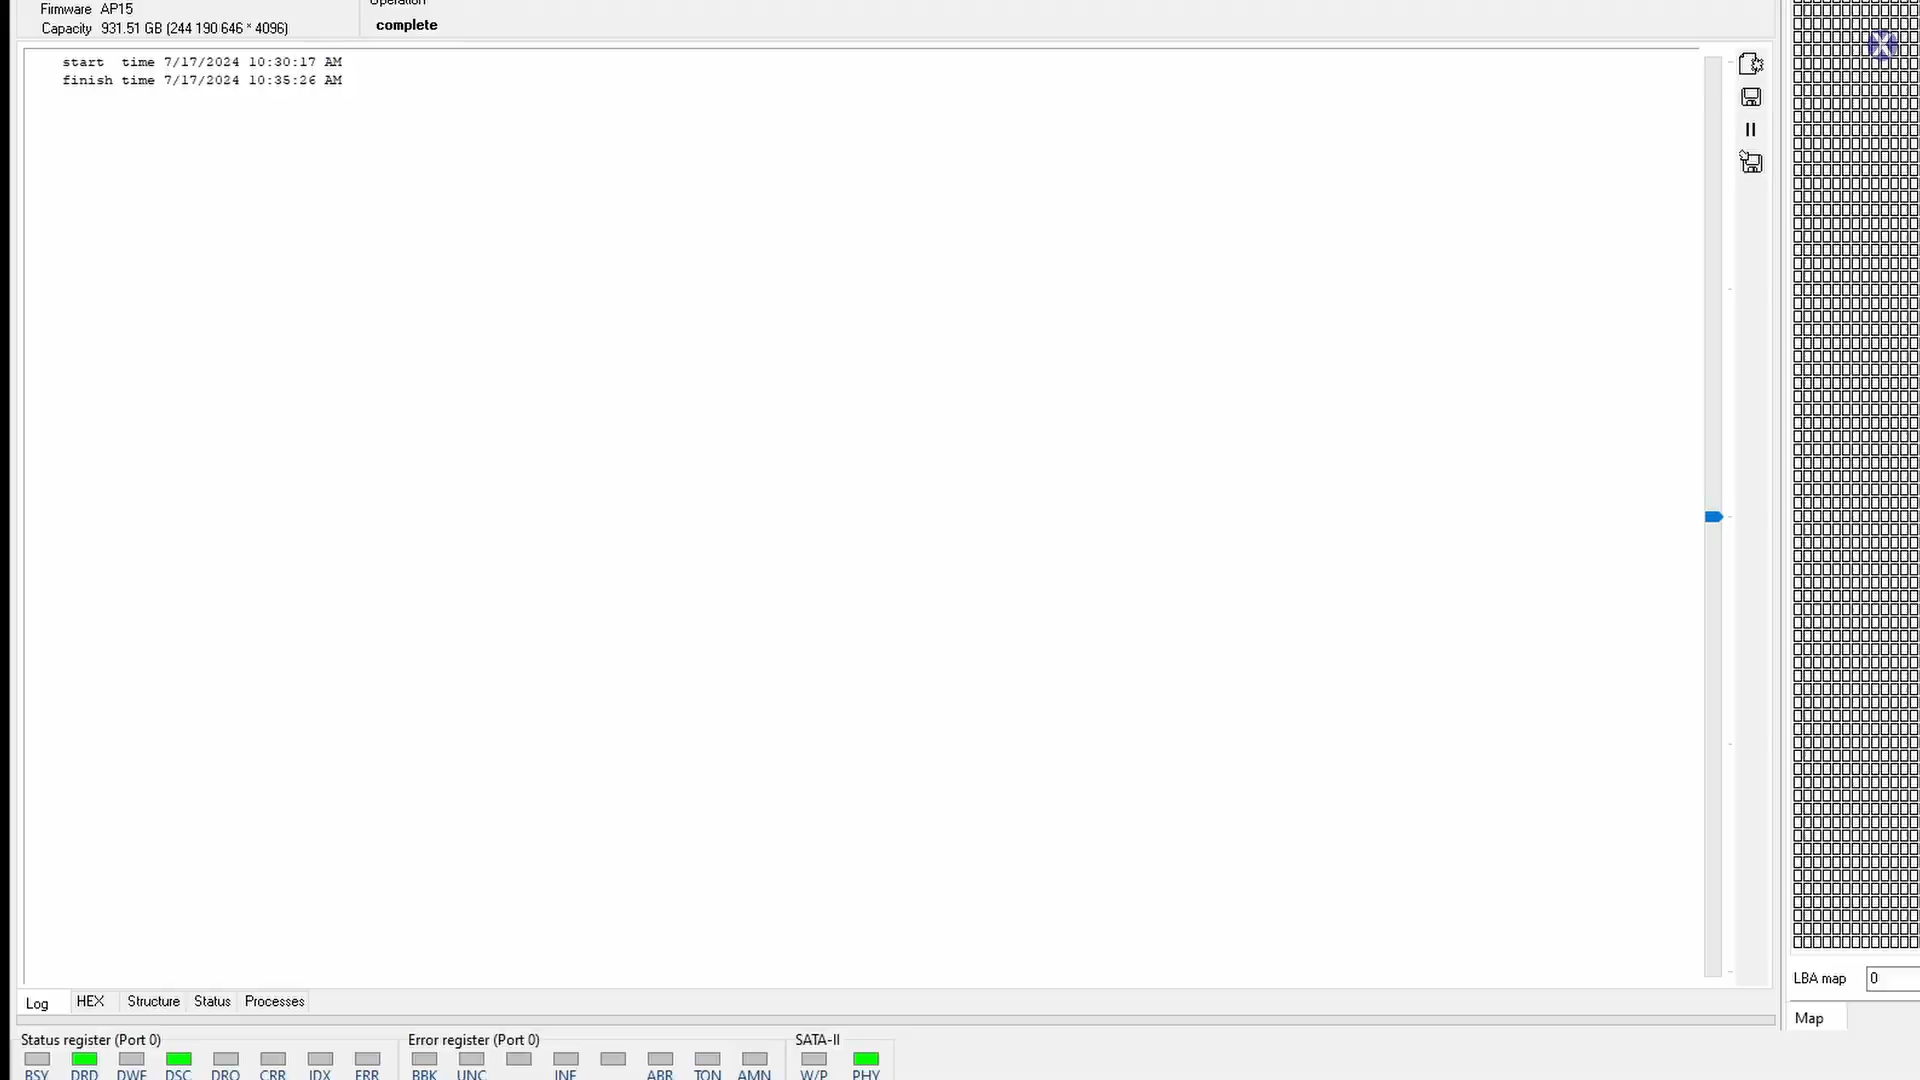 Firmware AP15
Capacity 931.51 GB (244 190 646 * 4096)
Operation
complete
start time 7/17/2024 10:30:17 AM
finish time 7/17/2024 10:35:26 AM
LBA map 0
Map
Log HEX Structure Status Processes
Status register (Port 0) Error register (Port 0) SATA-II
BSY DRD DWF DSC DRQ CRR IDX ERR BBK UNC INF ABR TON AMN W/P PHY